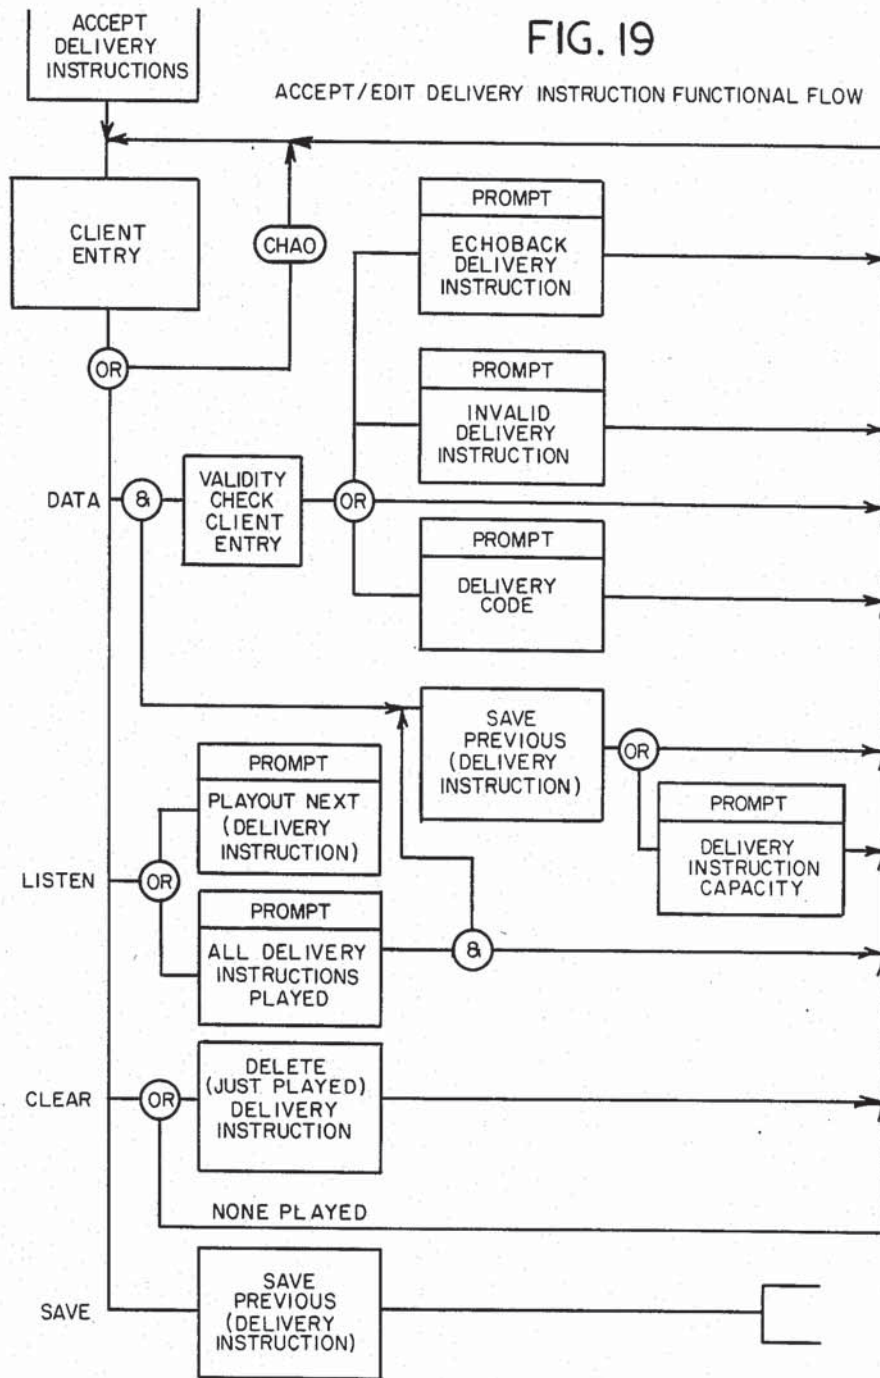 ACCEPT
DELIVERY
INSTRUCTIONS
FIG. 19
ACCEPT/EDIT DELIVERY INSTRUCTION FUNCTIONAL FLOW
CLIENT
ENTRY
CHAO
PROMPT
ECHOBACK
DELIVERY
INSTRUCTION
OR
PROMPT
INVALID
DELIVERY
INSTRUCTION
DATA
&
VALIDITY
CHECK
CLIENT
ENTRY
OR
PROMPT
DELIVERY
CODE
SAVE
PREVIOUS
(DELIVERY
INSTRUCTION)
OR
PROMPT
DELIVERY
INSTRUCTION
CAPACITY
LISTEN
OR
PROMPT
PLAYOUT NEXT
(DELIVERY
INSTRUCTION)
PROMPT
ALL DELIVERY
INSTRUCTIONS
PLAYED
&
CLEAR
OR
DELETE
(JUST PLAYED)
DELIVERY
INSTRUCTION
NONE PLAYED
SAVE
SAVE
PREVIOUS
(DELIVERY
INSTRUCTION)